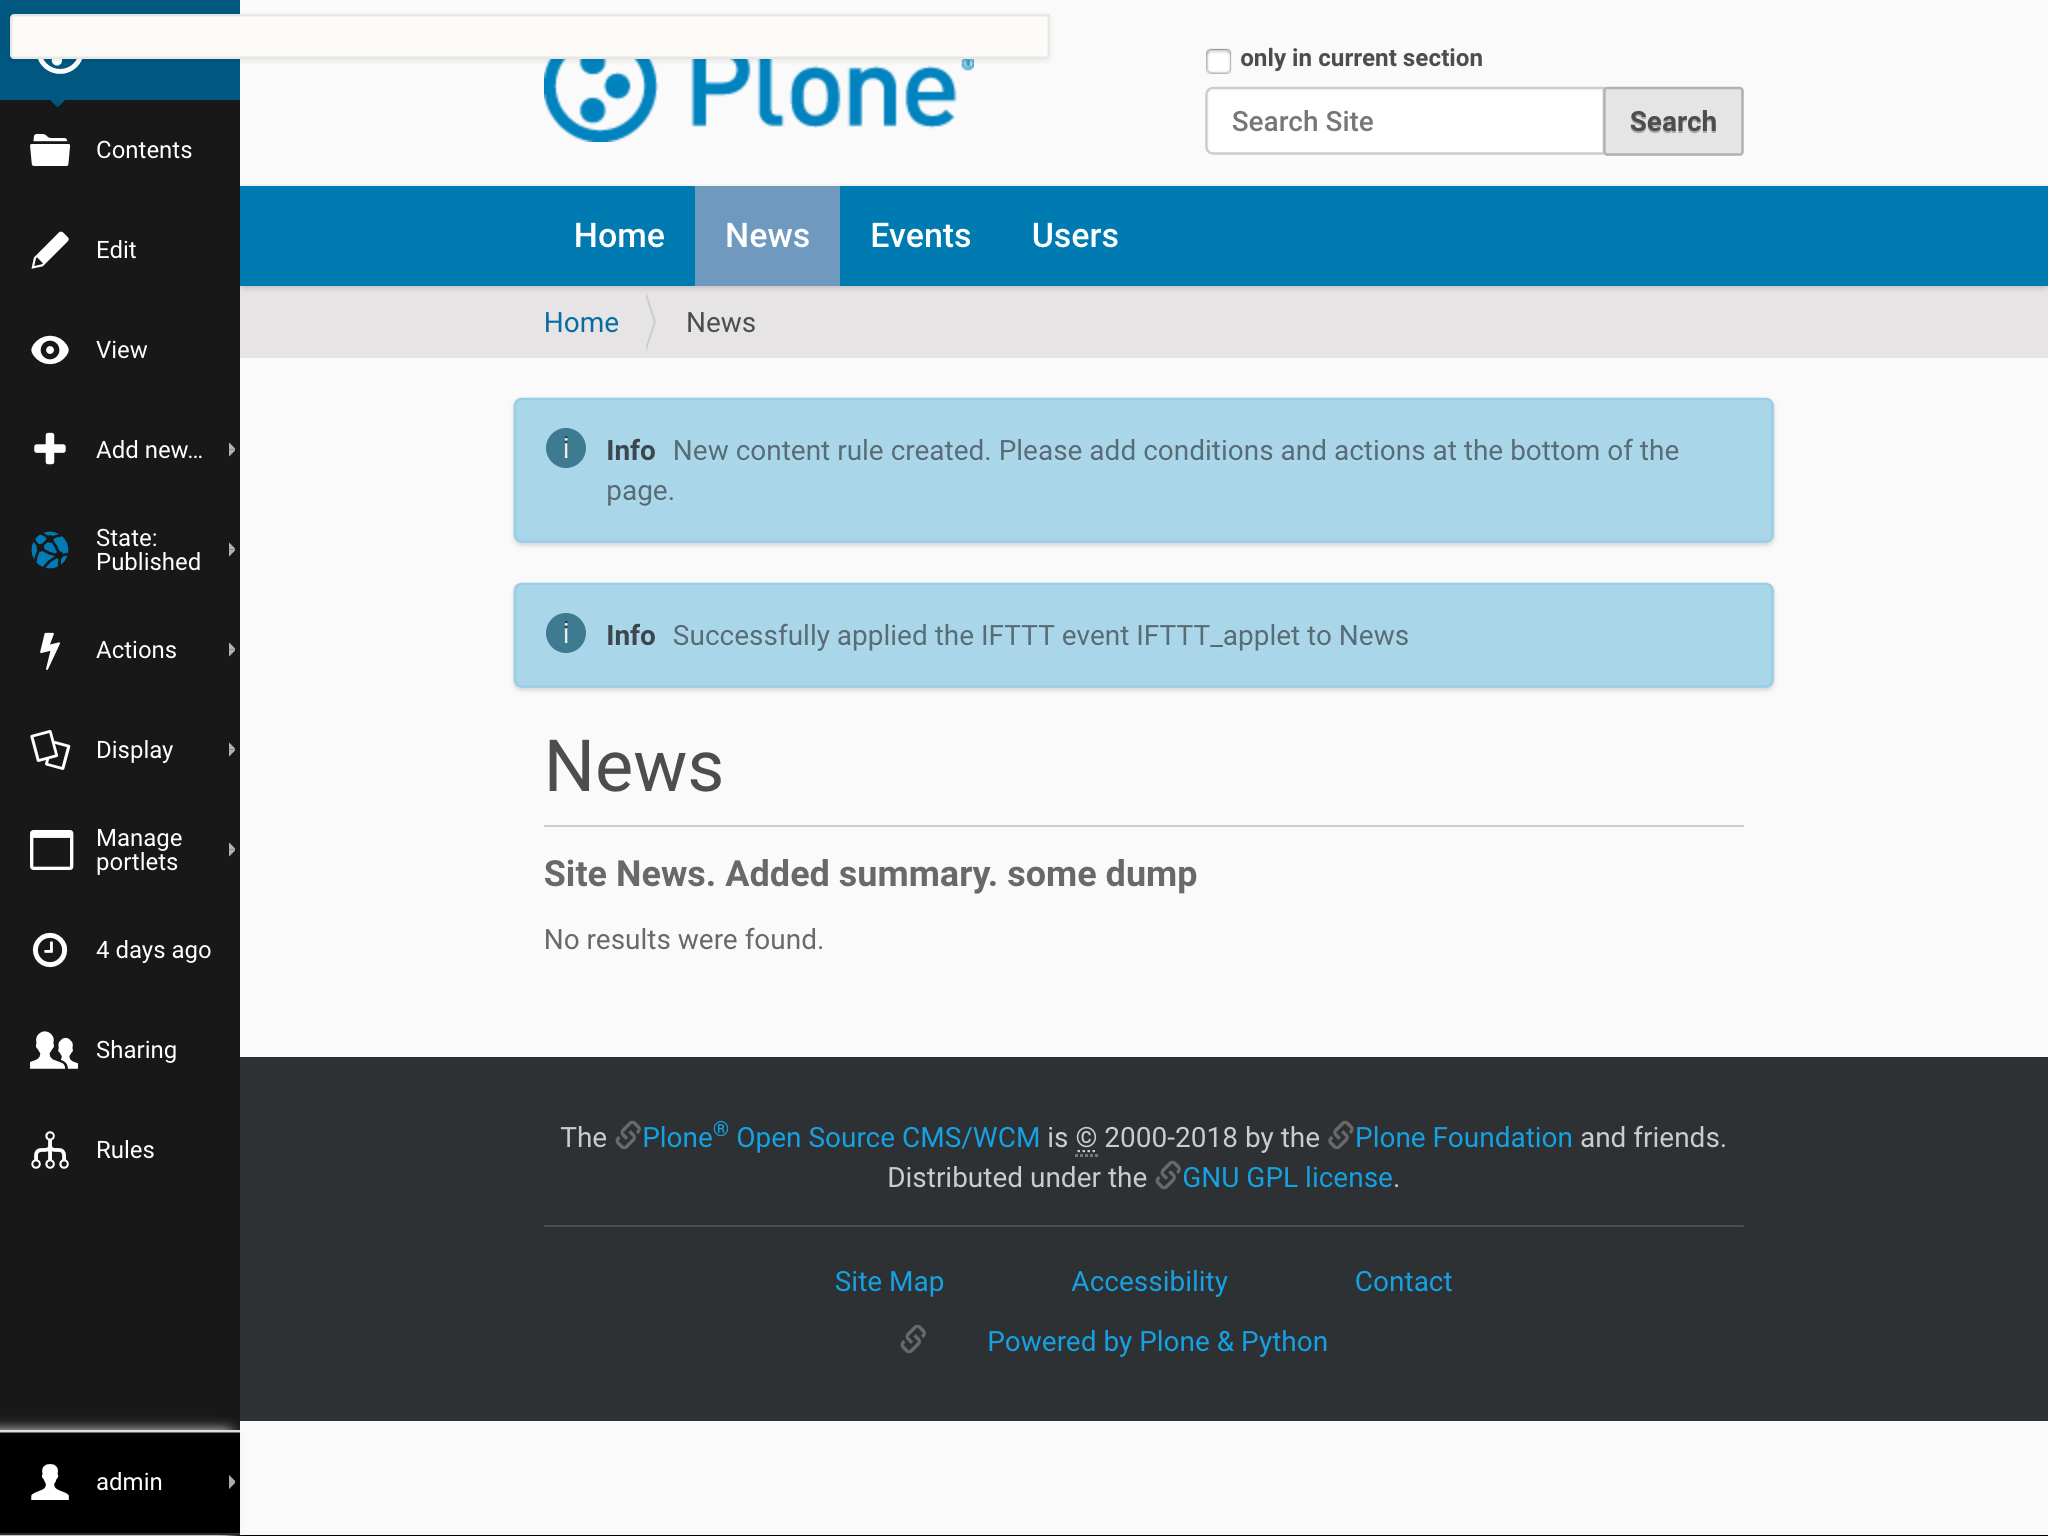 Plone®
only in current section
Search Site
Search
Home
News
Events
Users
Home
News
Contents
Edit
View
Add new...
State:
Published
Actions
Display
Manage
portlets
4 days ago
Sharing
Rules
admin
Info New content rule created. Please add conditions and actions at the bottom of the
page.
Info Successfully applied the IFTTT event IFTTT_applet to News
News
Site News. Added summary. some dump
No results were found.
The Plone® Open Source CMS/WCM is © 2000-2018 by the Plone Foundation and friends.
Distributed under the GNU GPL license.
Site Map
Accessibility
Contact
Powered by Plone & Python